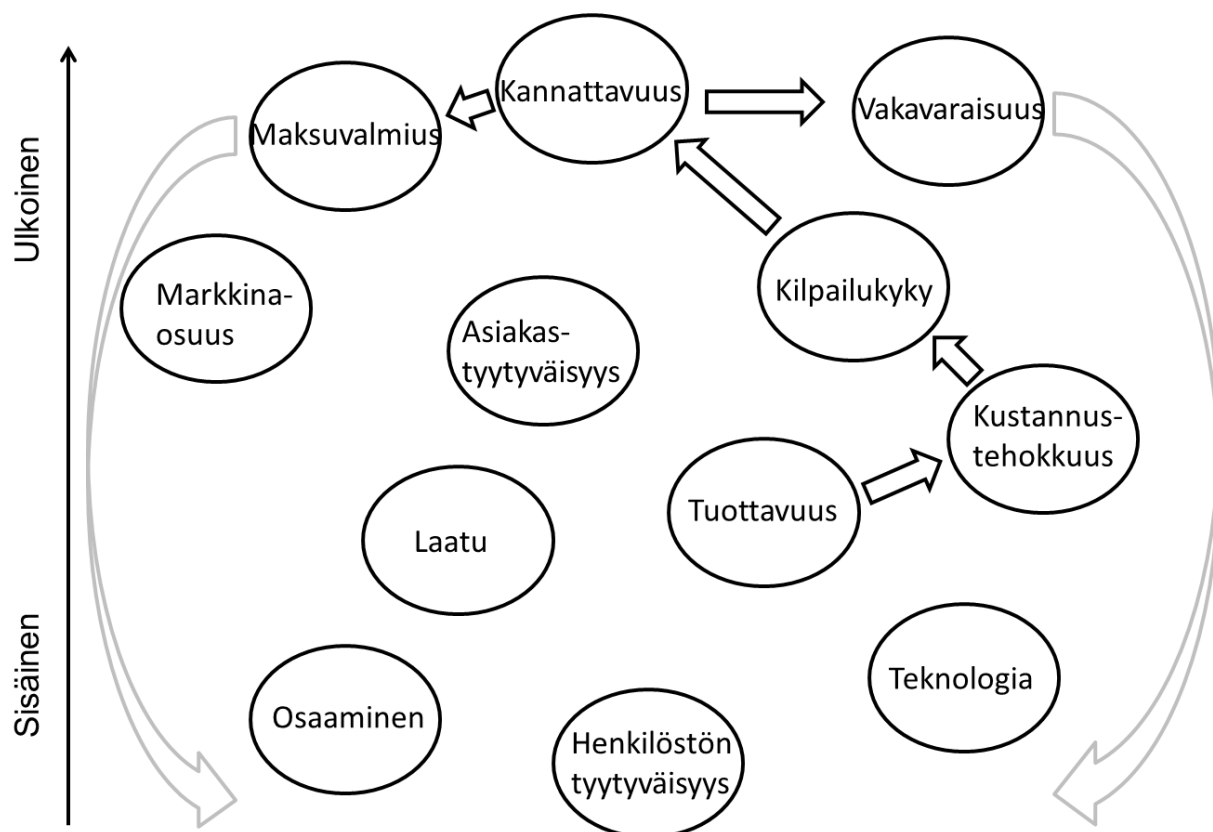 Ulkoinen
Sisäinen
Kannattavuus
Maksuvalmius
Vakavaraisuus
Markkina-
osuus
Kilpailukyky
Asiakas-
tyytyväisyys
Kustannus-
tehokkuus
Tuottavuus
Laatu
Teknologia
Osaaminen
Henkilöstön
tyytyväisyys